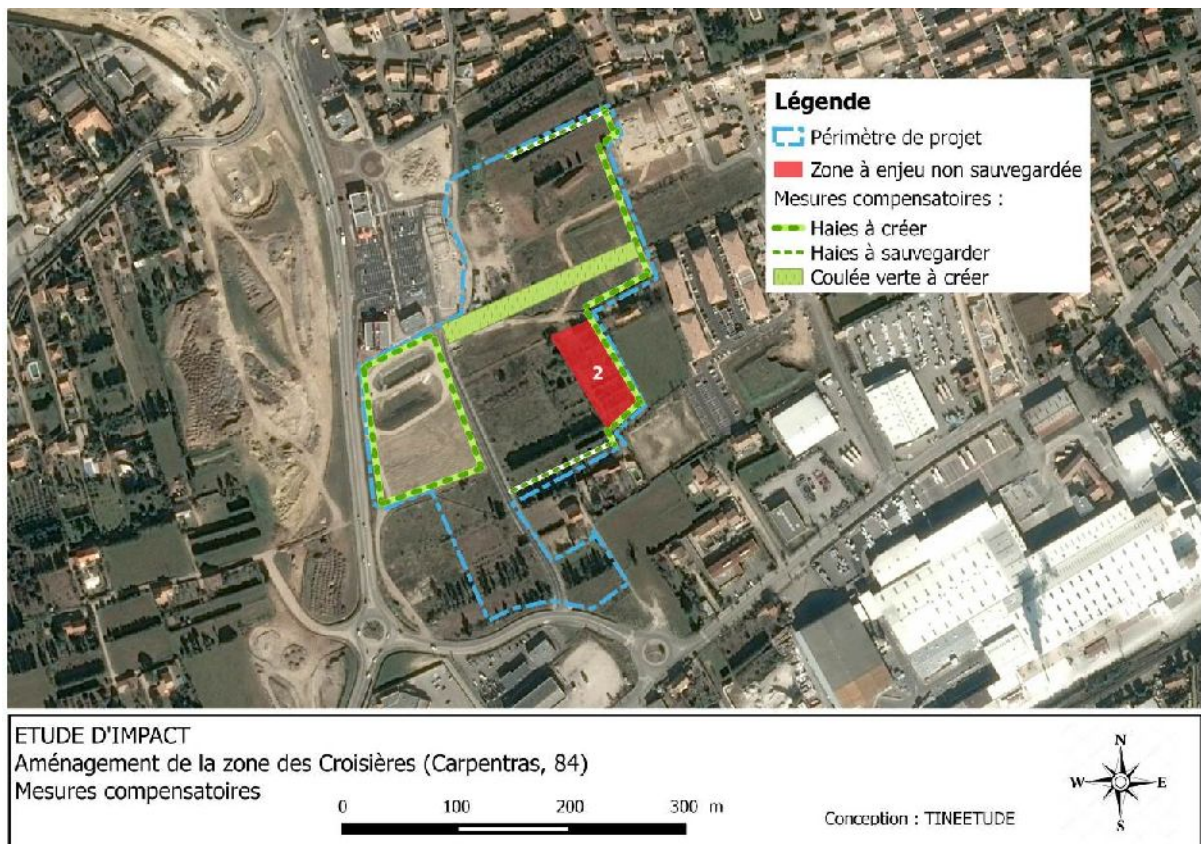 Légende
Périmètre de projet
Zone à enjeu non sauvegardée
Mesures compensatoires :
Haies à créer
Haies à sauvegarder
Coulée verte à créer
2
ETUDE D'IMPACT
Aménagement de la zone des Croisières (Carpentras, 84)
Mesures compensatoires
0 100 200 300 m
Conception : TINEETUDE
N
W E
S